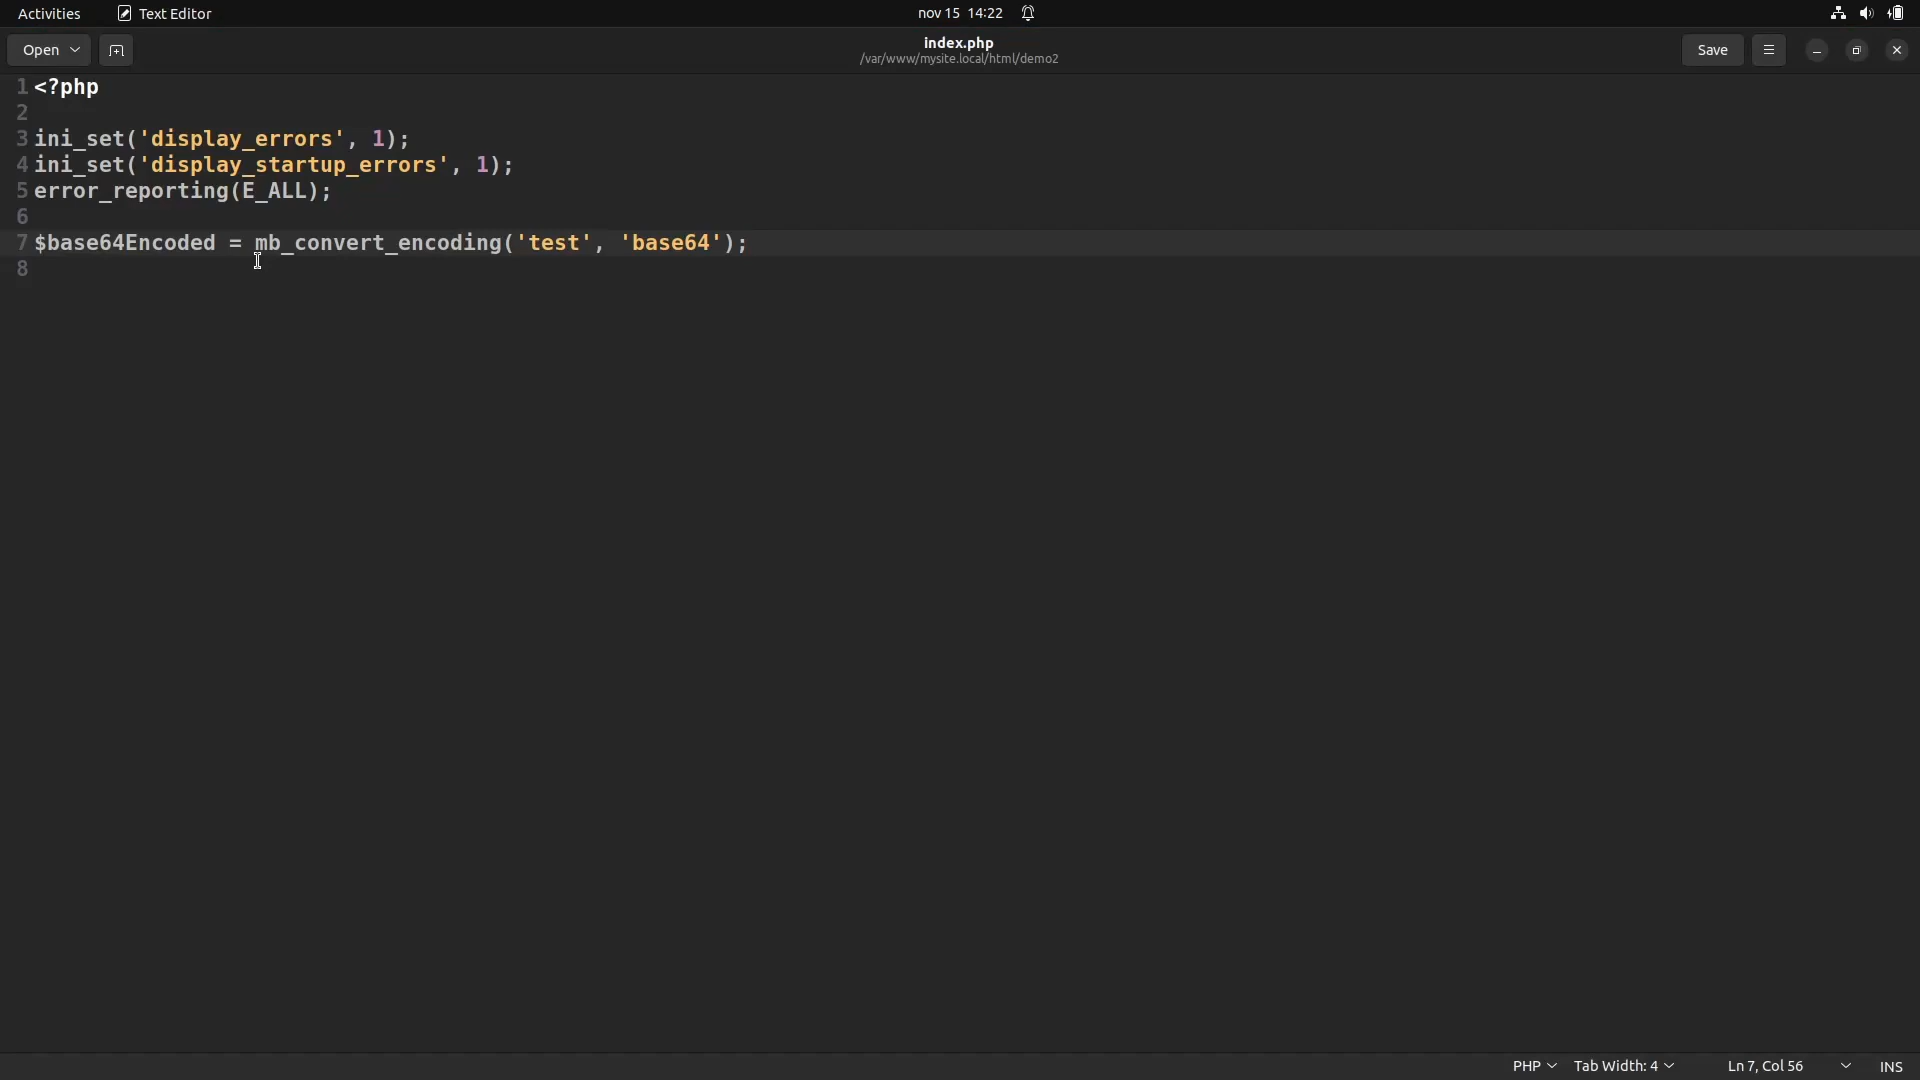 Activities Text Editor nov 15 14:22
Open index.php Save
/var/www/mysite.local/html/demo2
1 <?php
2
3 ini_set('display_errors', 1);
4 ini_set('display_startup_errors', 1);
5 error_reporting(E_ALL);
6
7 $base64Encoded = mb_convert_encoding('test', 'base64');
8
PHP Tab Width: 4 Ln 7, Col 56 INS